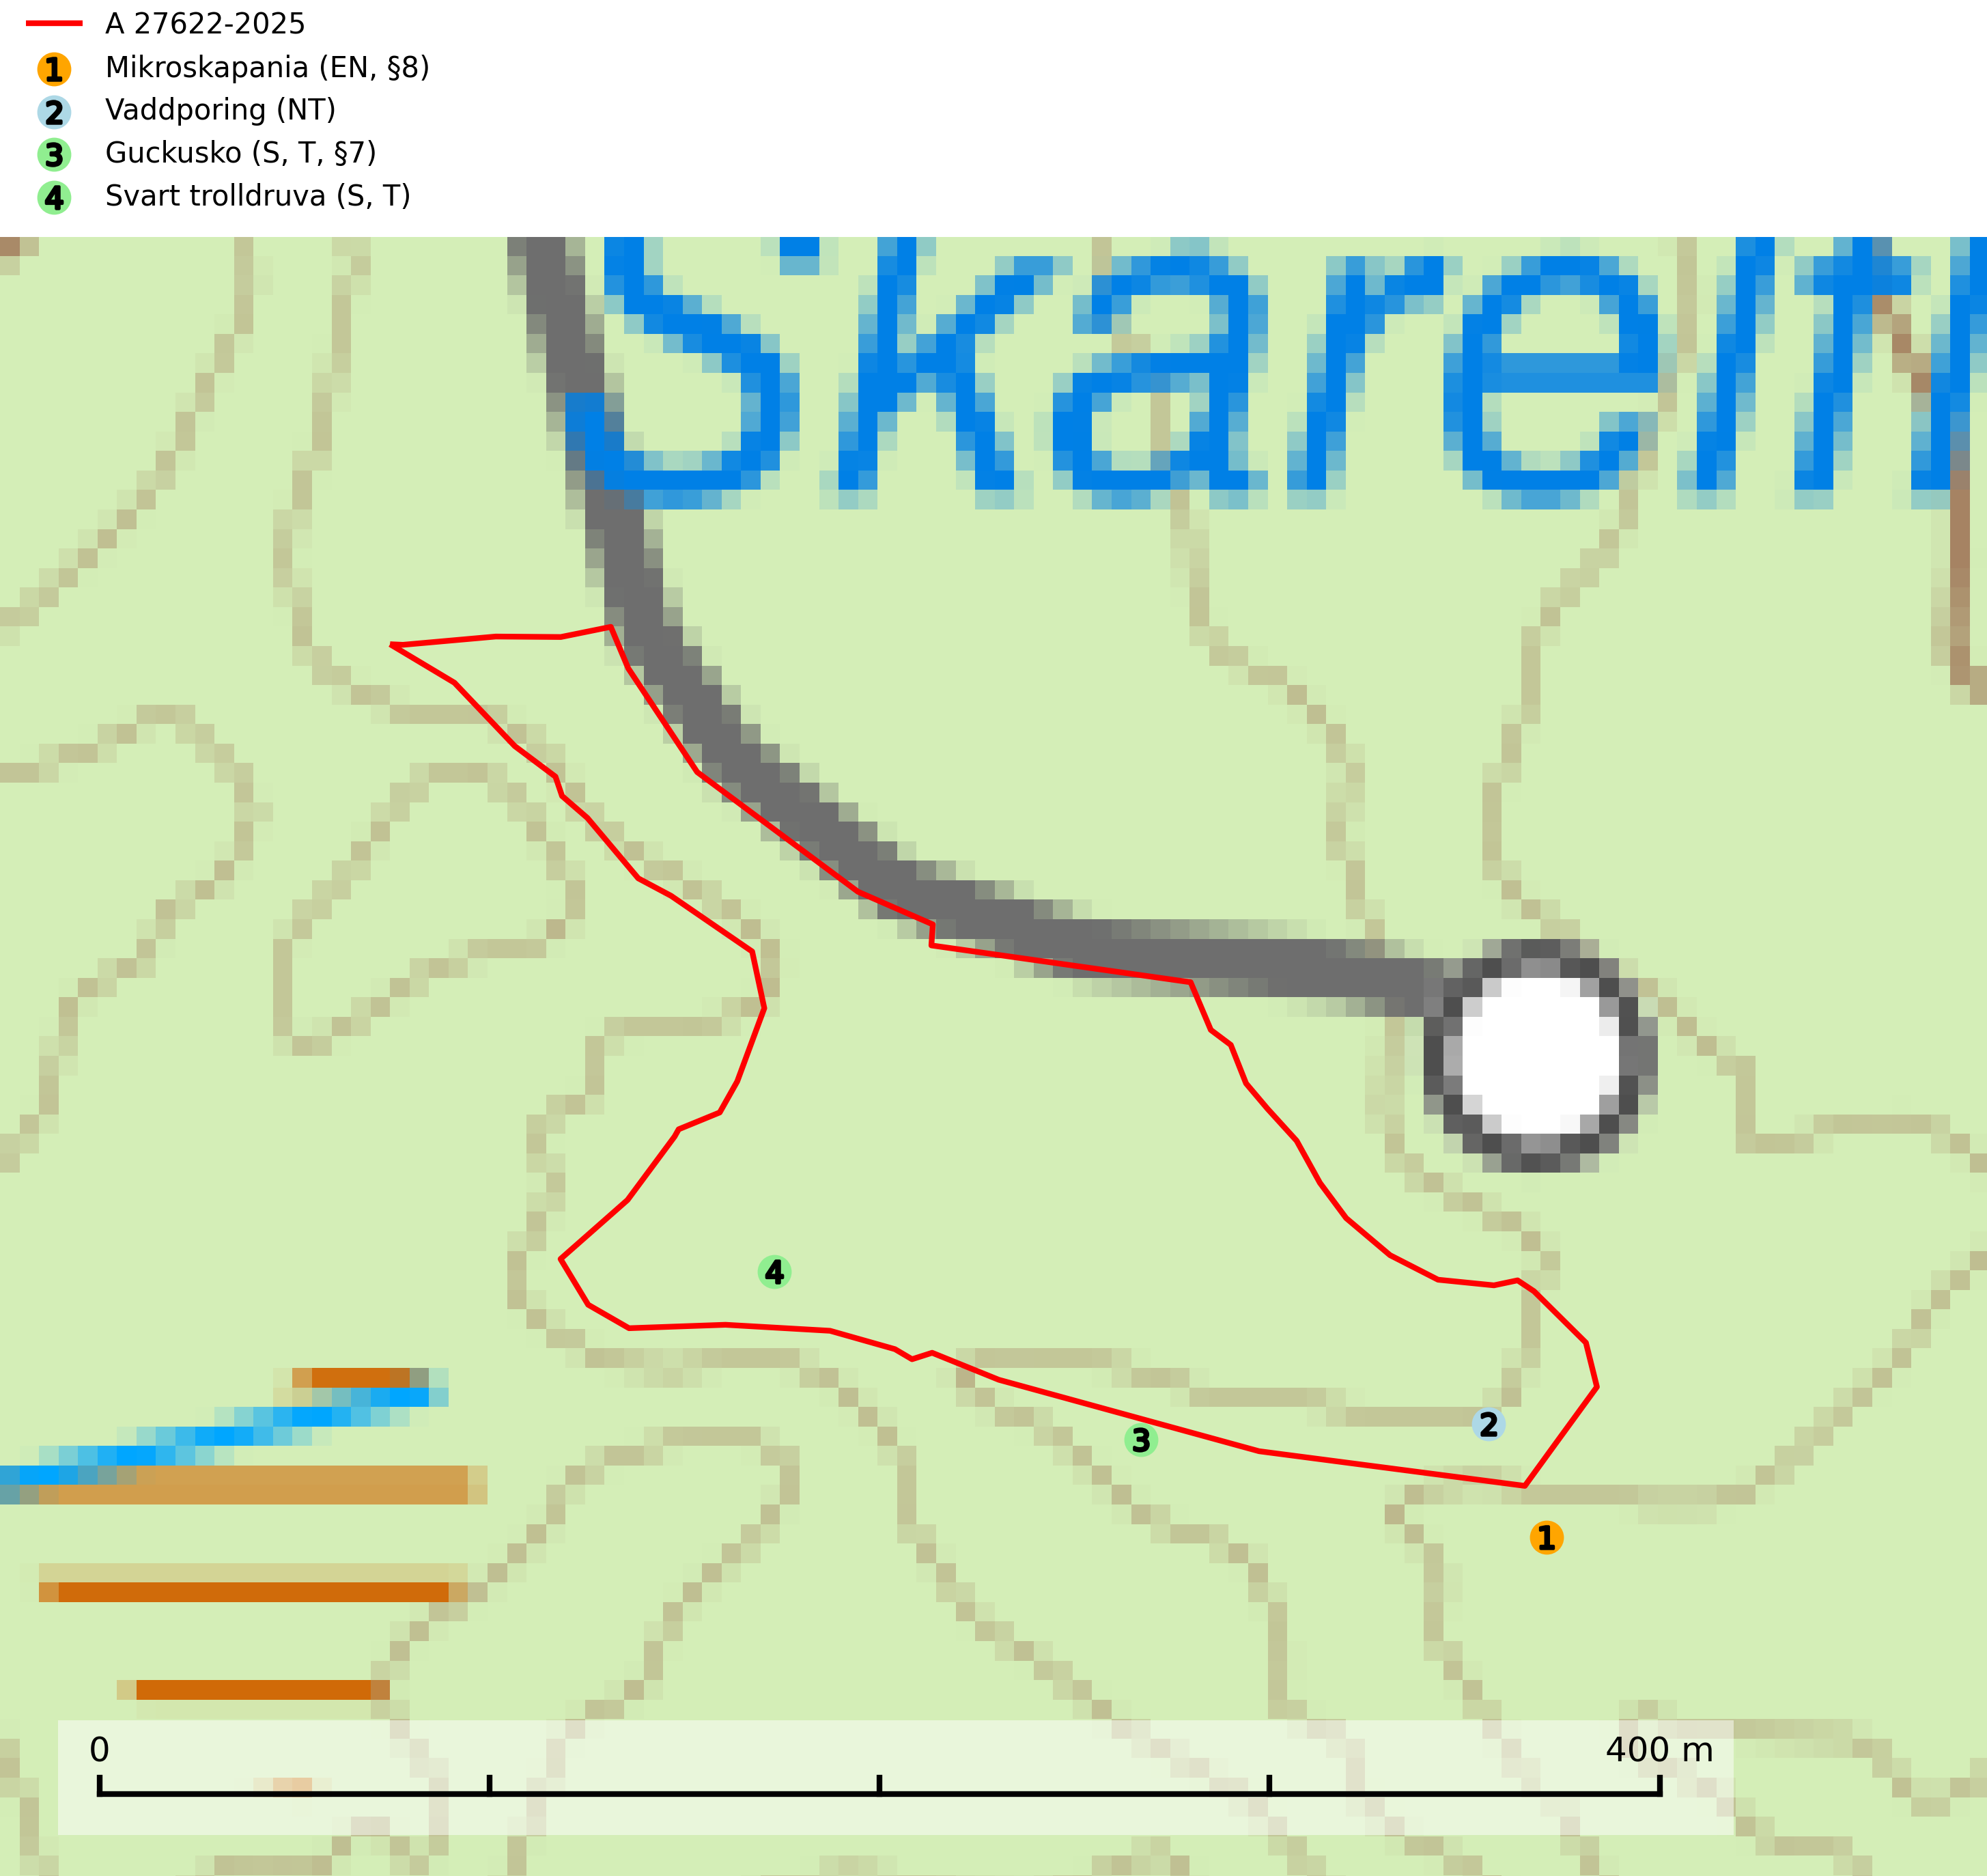 A 27622-2025
1 Mikroskapania (EN, §8)
2 Vaddporing (NT)
3 Guckusko (S, T, §7)
4 Svart trolldruva (S, T)
4
2
3
1
0 400 m